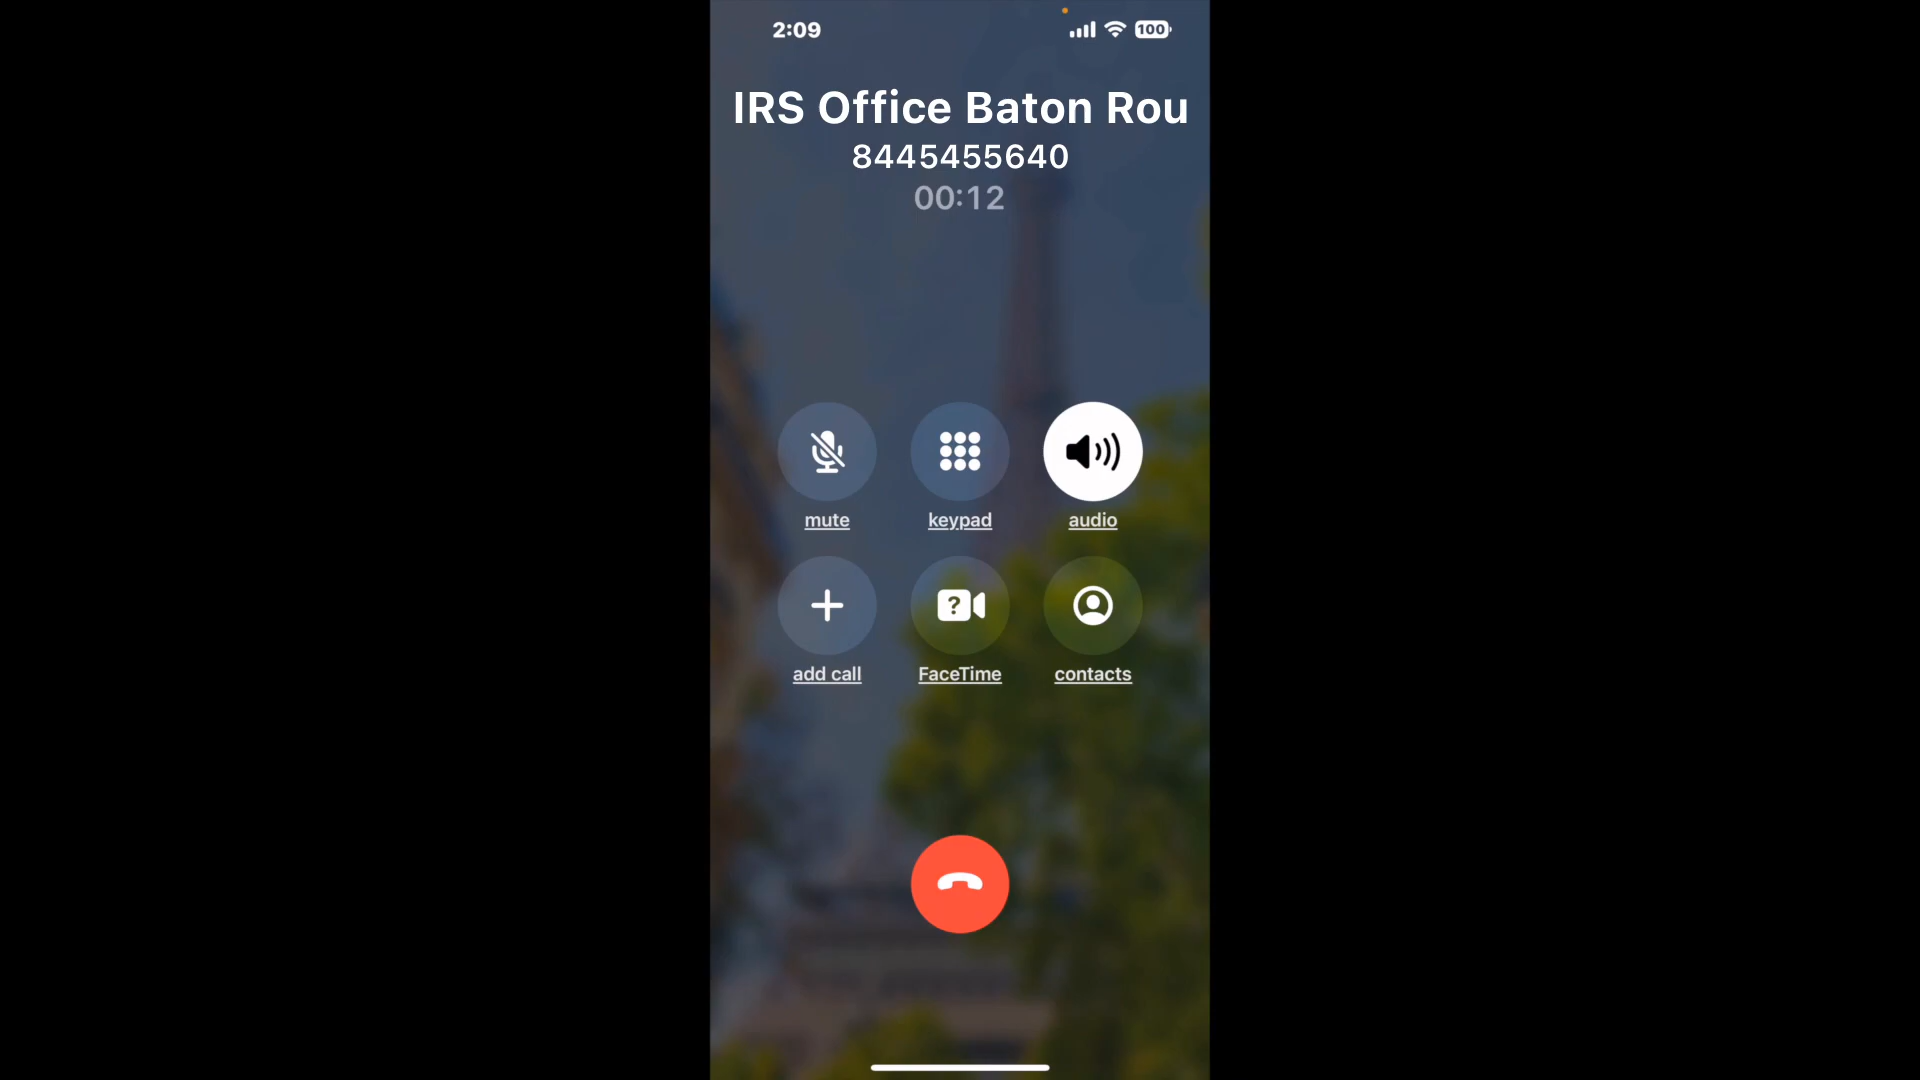 2:09
100
IRS Office Baton Rou
8445455640
00:12
mute keypad audio
?
add call FaceTime contacts